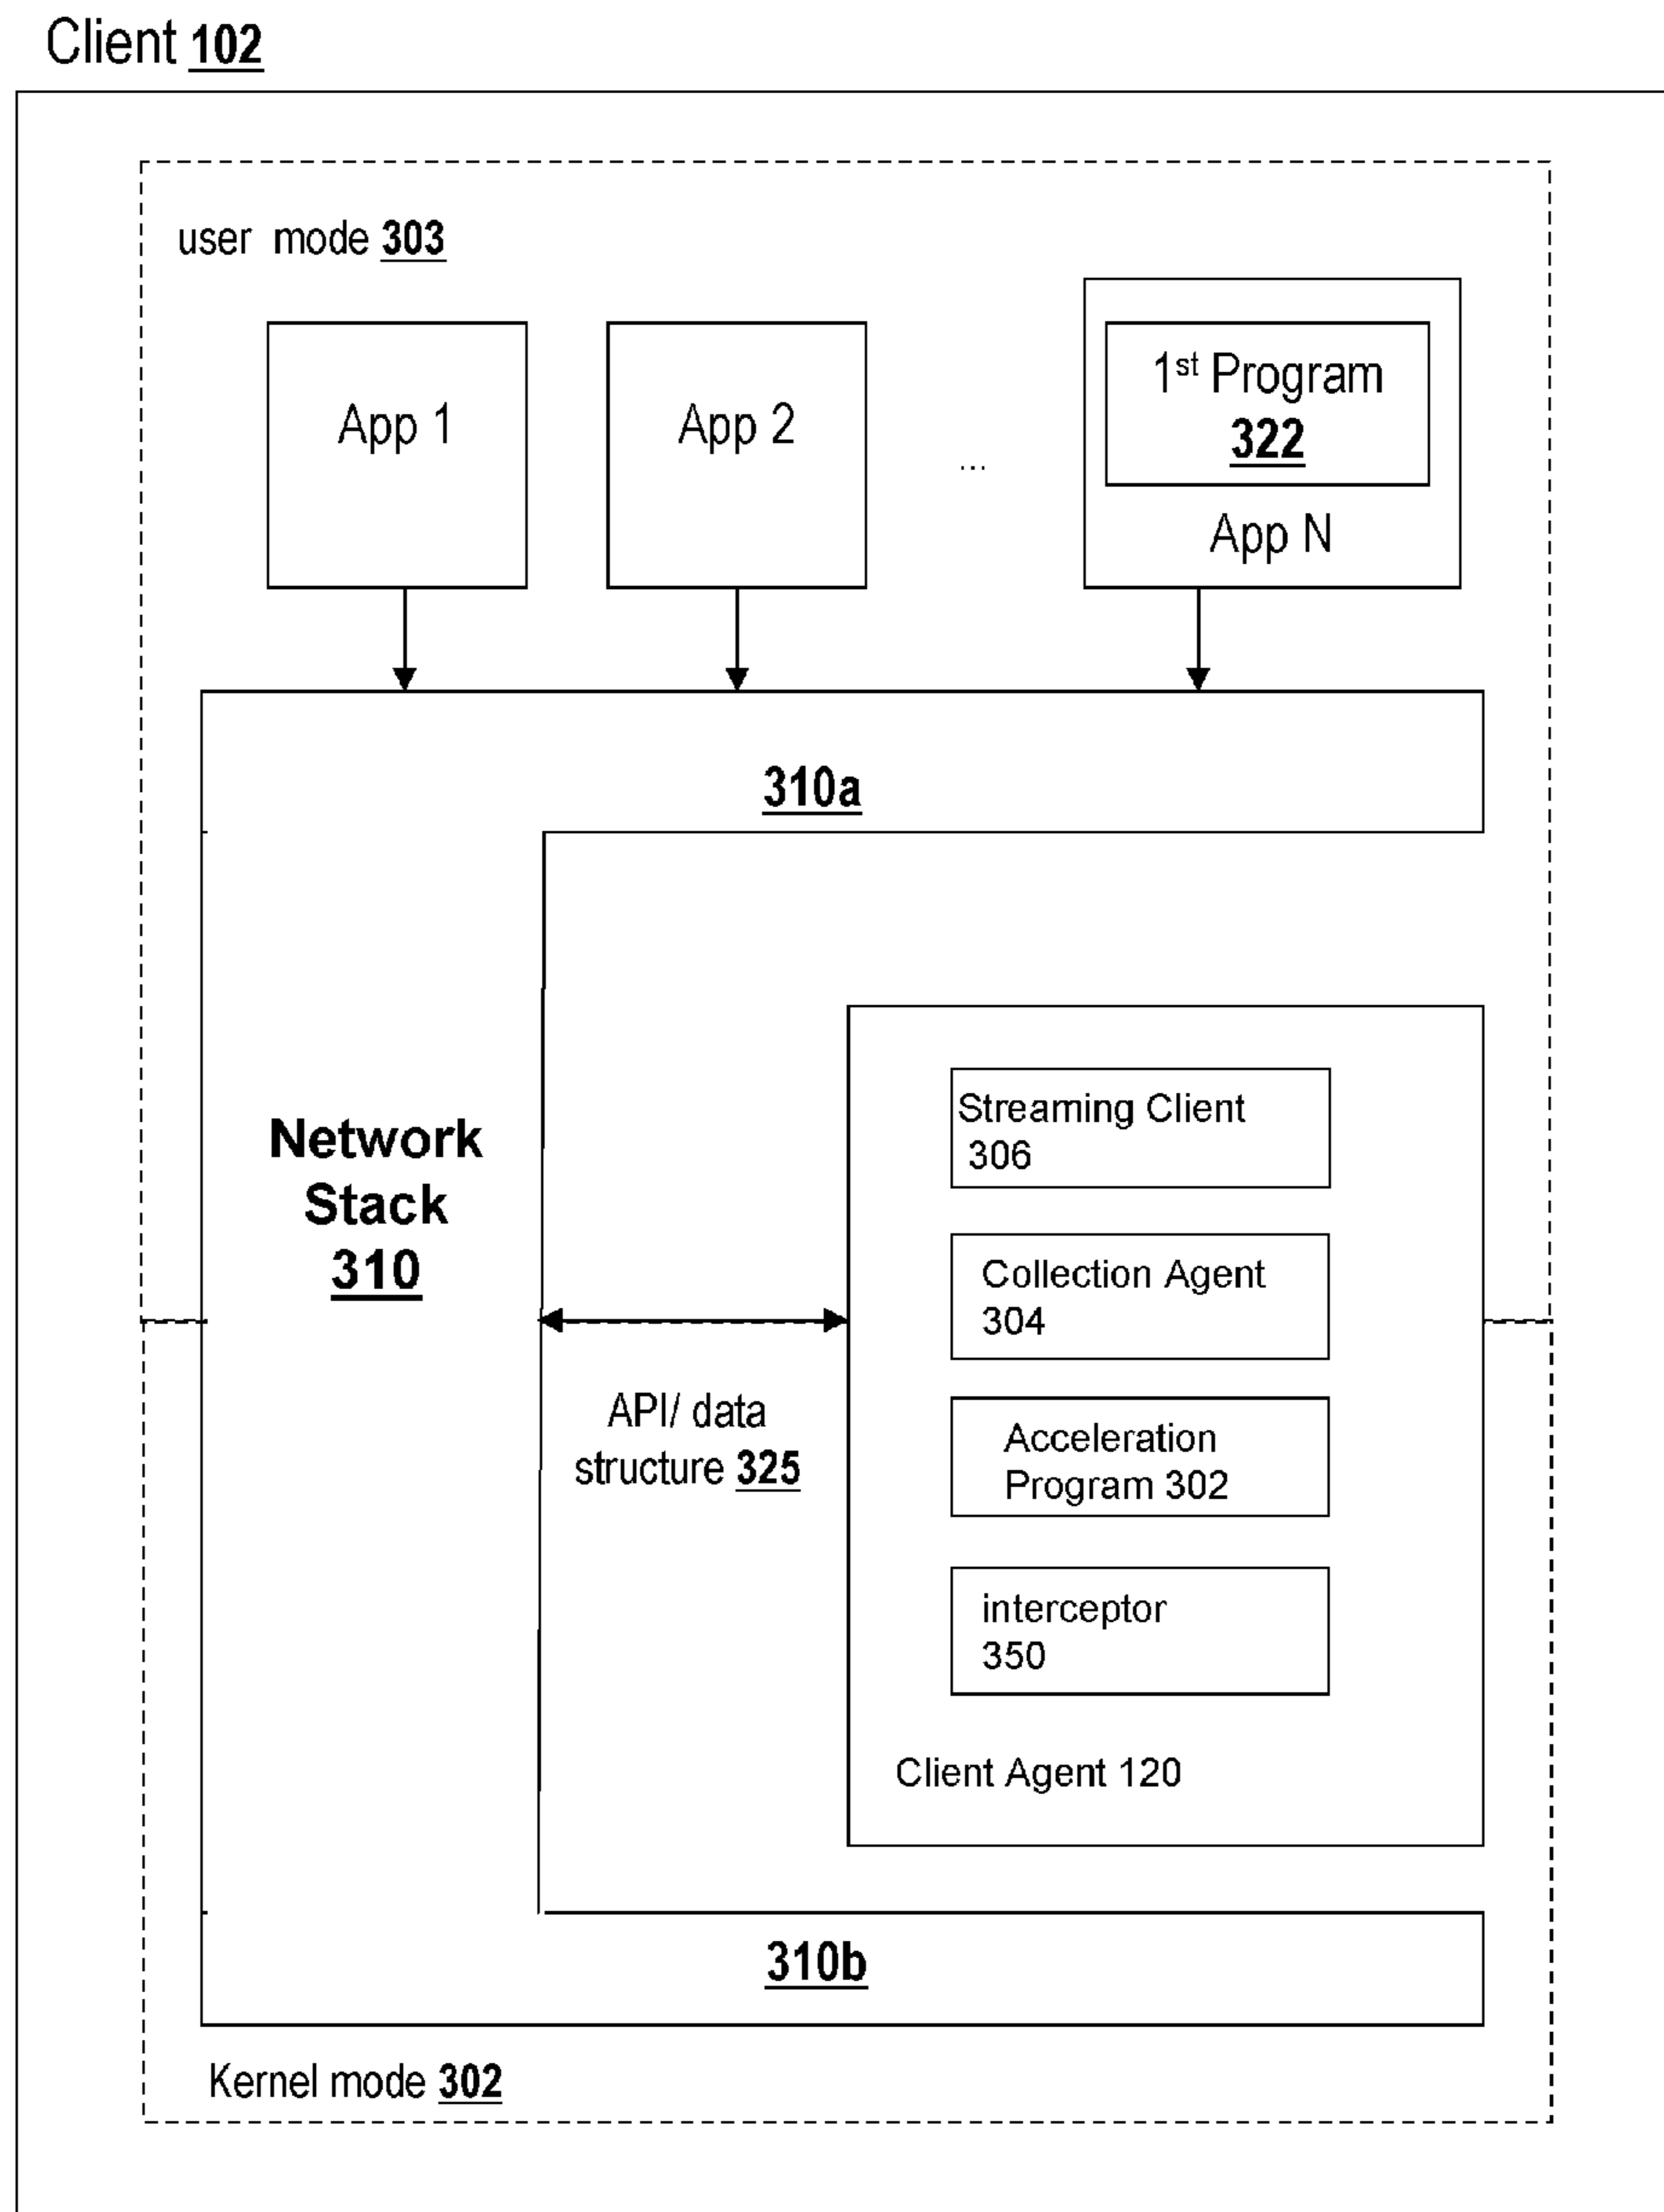 Client 102
user mode 303
App 1
App 2
...
1st Program
322
App N
310a
Network
Stack
310
API/ data
structure 325
Streaming Client
306
Collection Agent
304
Acceleration
Program 302
interceptor
350
Client Agent 120
310b
Kernel mode 302